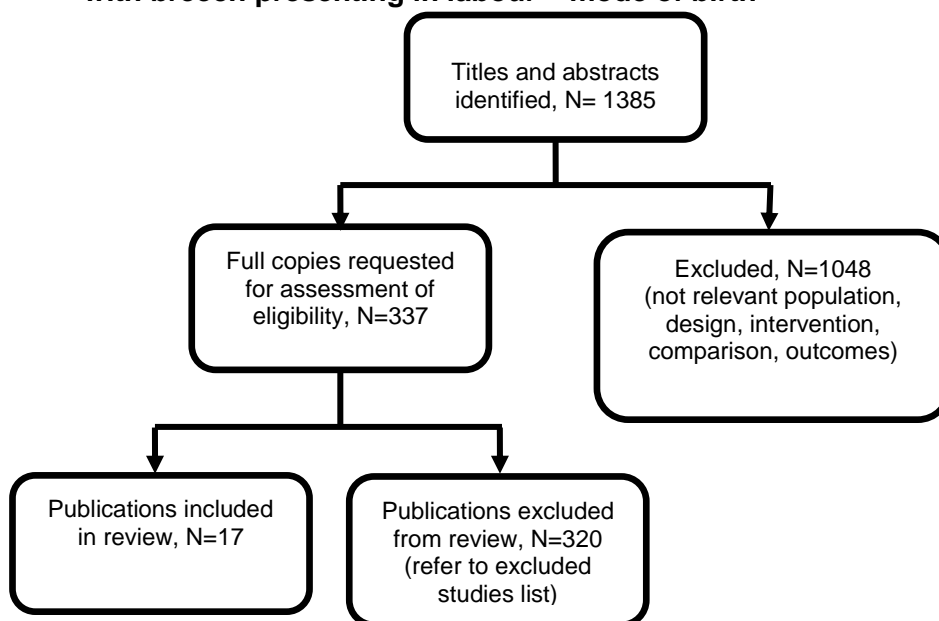 with breech presenting in labour – mode of birth
Titles and abstracts
identified, N= 1385
Full copies requested
for assessment of
eligibility, N=337
Excluded, N=1048
(not relevant population,
design, intervention,
comparison, outcomes)
Publications included
in review, N=17
Publications excluded
from review, N=320
(refer to excluded
studies list)